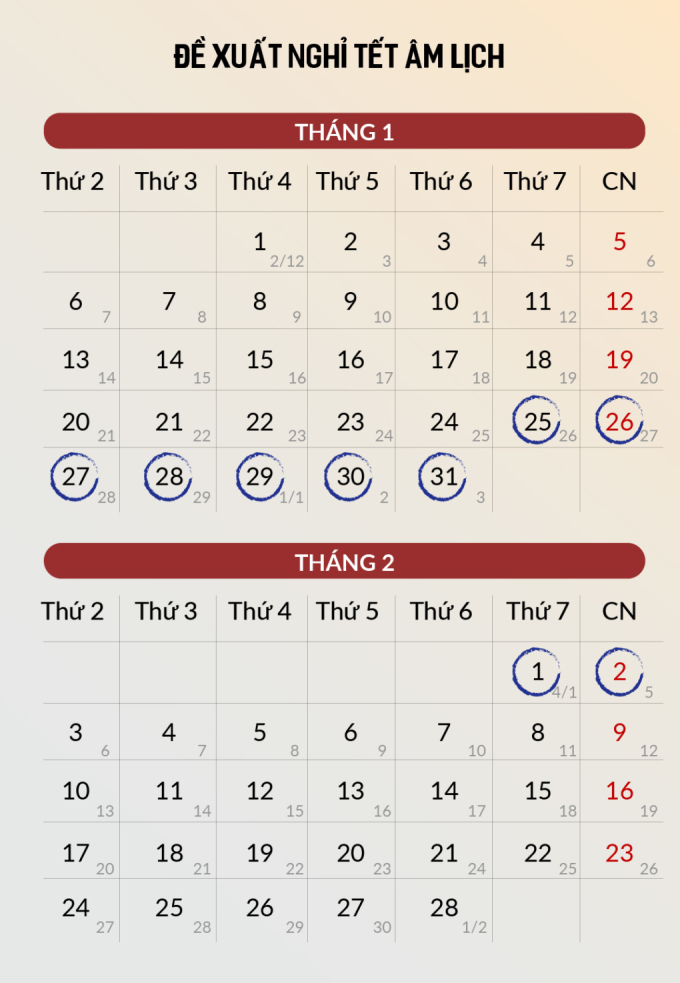 ĐỀ XUẤT NGHỈ TẾT ÂM LỊCH
THÁNG 1
Thứ 2 Thứ 3 Thứ 4 Thứ 5 Thứ 6 Thứ 7 CN
1 2 3 4 5
2/12 3 4 5 6
6 7 8 9 10 11 12
7 8 9 10 11 12 13
13 14 15 16 17 18 19
14 15 16 17 18 19 20
20 21 22 23 24 25 26
21 22 23 24 25 26 27
27 28 29 30 31
28 29 1/1 2 3
THÁNG 2
Thứ 2 Thứ 3 Thứ 4 Thứ 5 Thứ 6 Thứ 7 CN
1 2
4/1 5
3 4 5 6 7 8 9
6 7 8 9 10 11 12
10 11 12 13 14 15 16
13 14 15 16 17 18 19
17 18 19 20 21 22 23
20 21 22 23 24 25 26
24 25 26 27 28
27 28 29 30 1/2